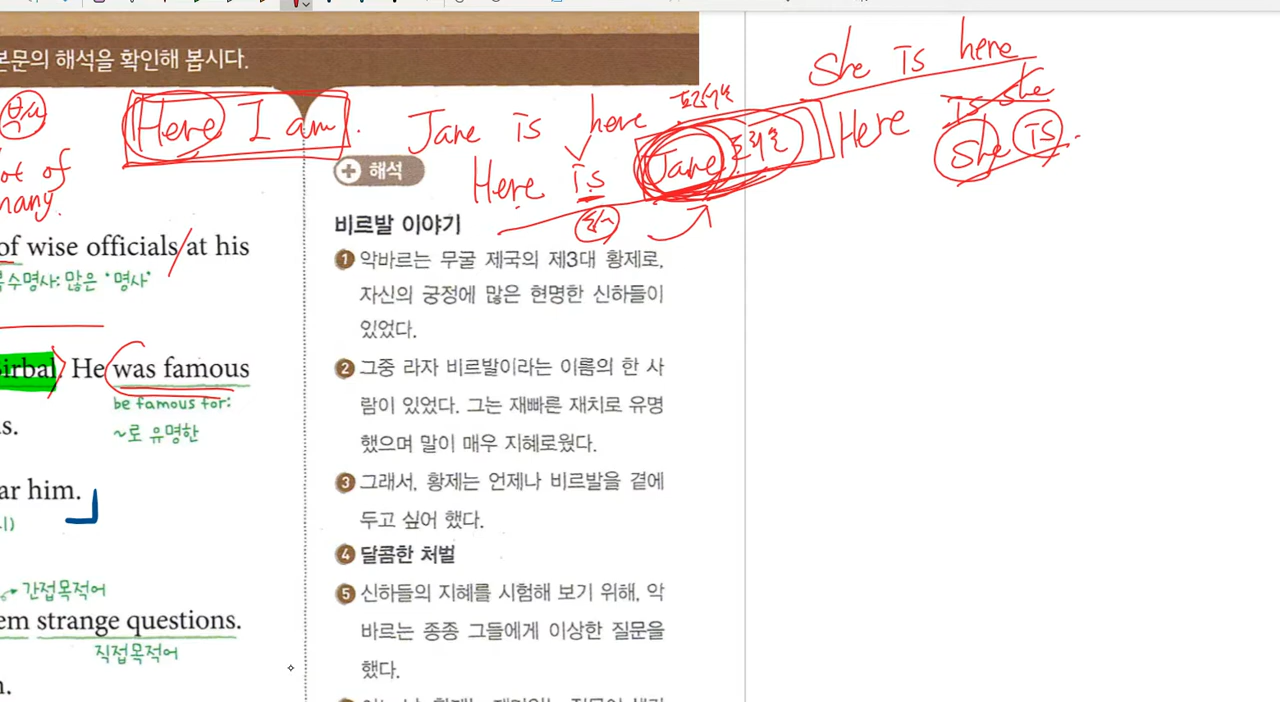 본문의 해석을 확인해 봅시다.
She is here
부사
Here I am.
Jane is here
Here is Jane
Here is she
She is.
ot of
many.
해석
비르발 이야기
of wise officials at his
복수명사: 많은 '명사'
1 악바르는 무굴 제국의 제3대 황제로,
자신의 궁정에 많은 현명한 신하들이
있었다.
Birbal. He was famous
be famous for:
~로 유명한
s.
2 그중 라자 비르발이라는 이름의 한 사
람이 있었다. 그는 재빠른 재치로 유명
했으며 말이 매우 지혜로웠다.
ar him.
3 그래서, 황제는 언제나 비르발을 곁에
두고 싶어 했다.
4 달콤한 처벌
간접목적어
em strange questions.
직접목적어
5 신하들의 지혜를 시험해 보기 위해, 악
바르는 종종 그들에게 이상한 질문을
했다.
n.